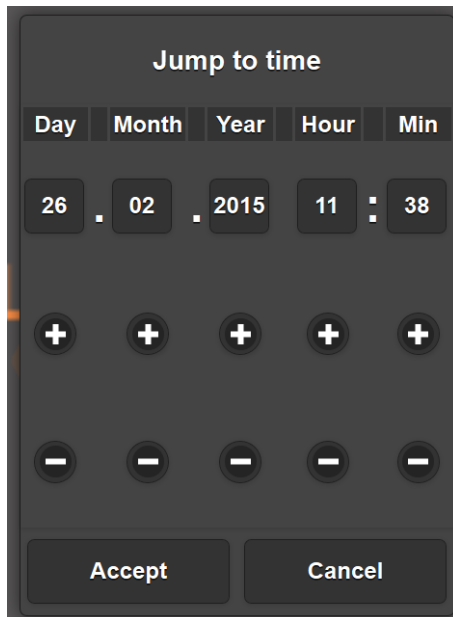 Jump to time
Day Month Year Hour Min
26 . 02 . 2015 11 : 38
+ + + + +
- - - - -
Accept Cancel